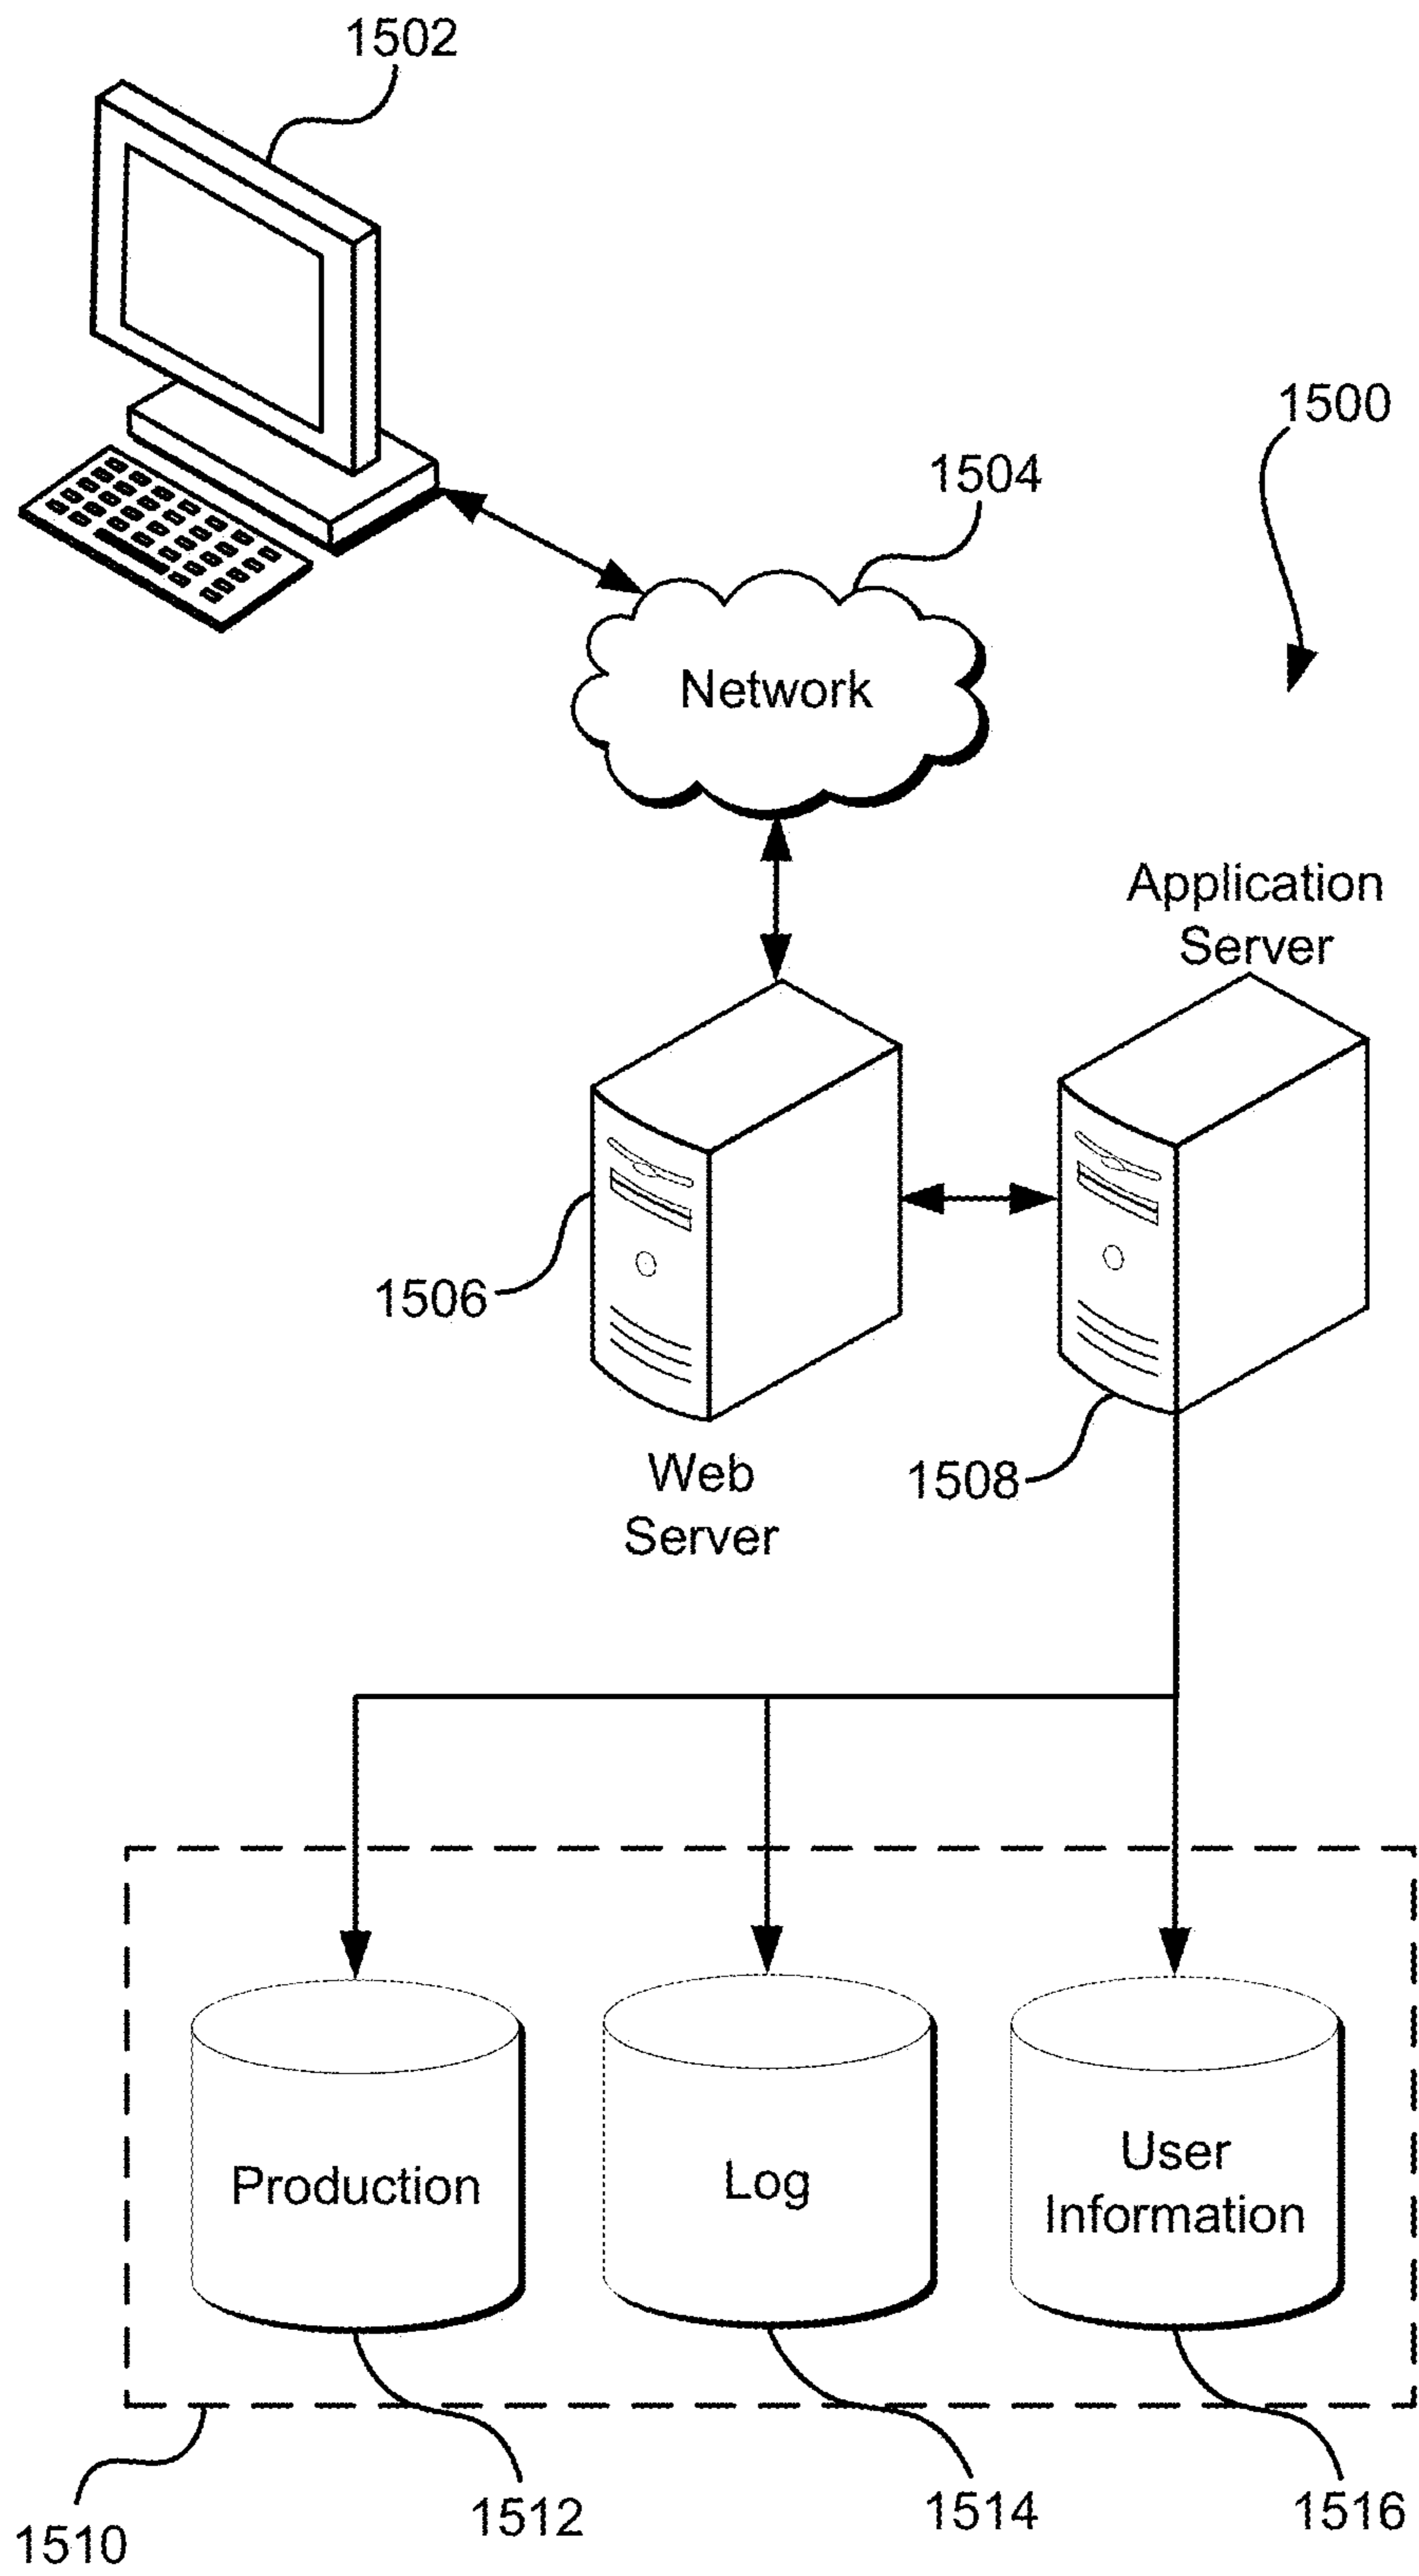 1502
1500
1504
Network
Application
Server
1506
Web
Server
1508
Production
Log
User
Information
1510
1512
1514
1516